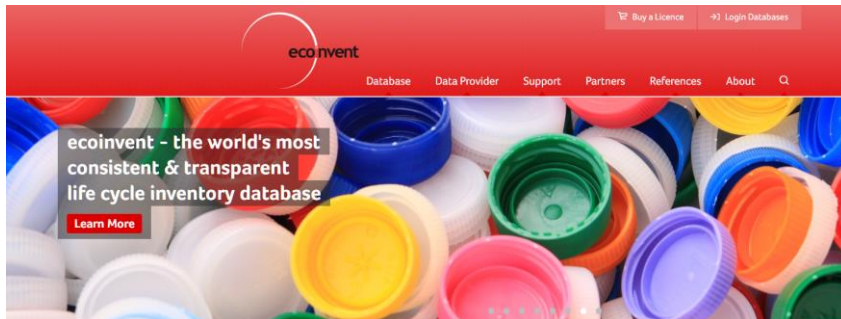 Buy a Licence
Login Databases
ecoinvent
Database Data Provider Support Partners References About
ecoinvent - the world's most
consistent & transparent
life cycle inventory database
Learn More